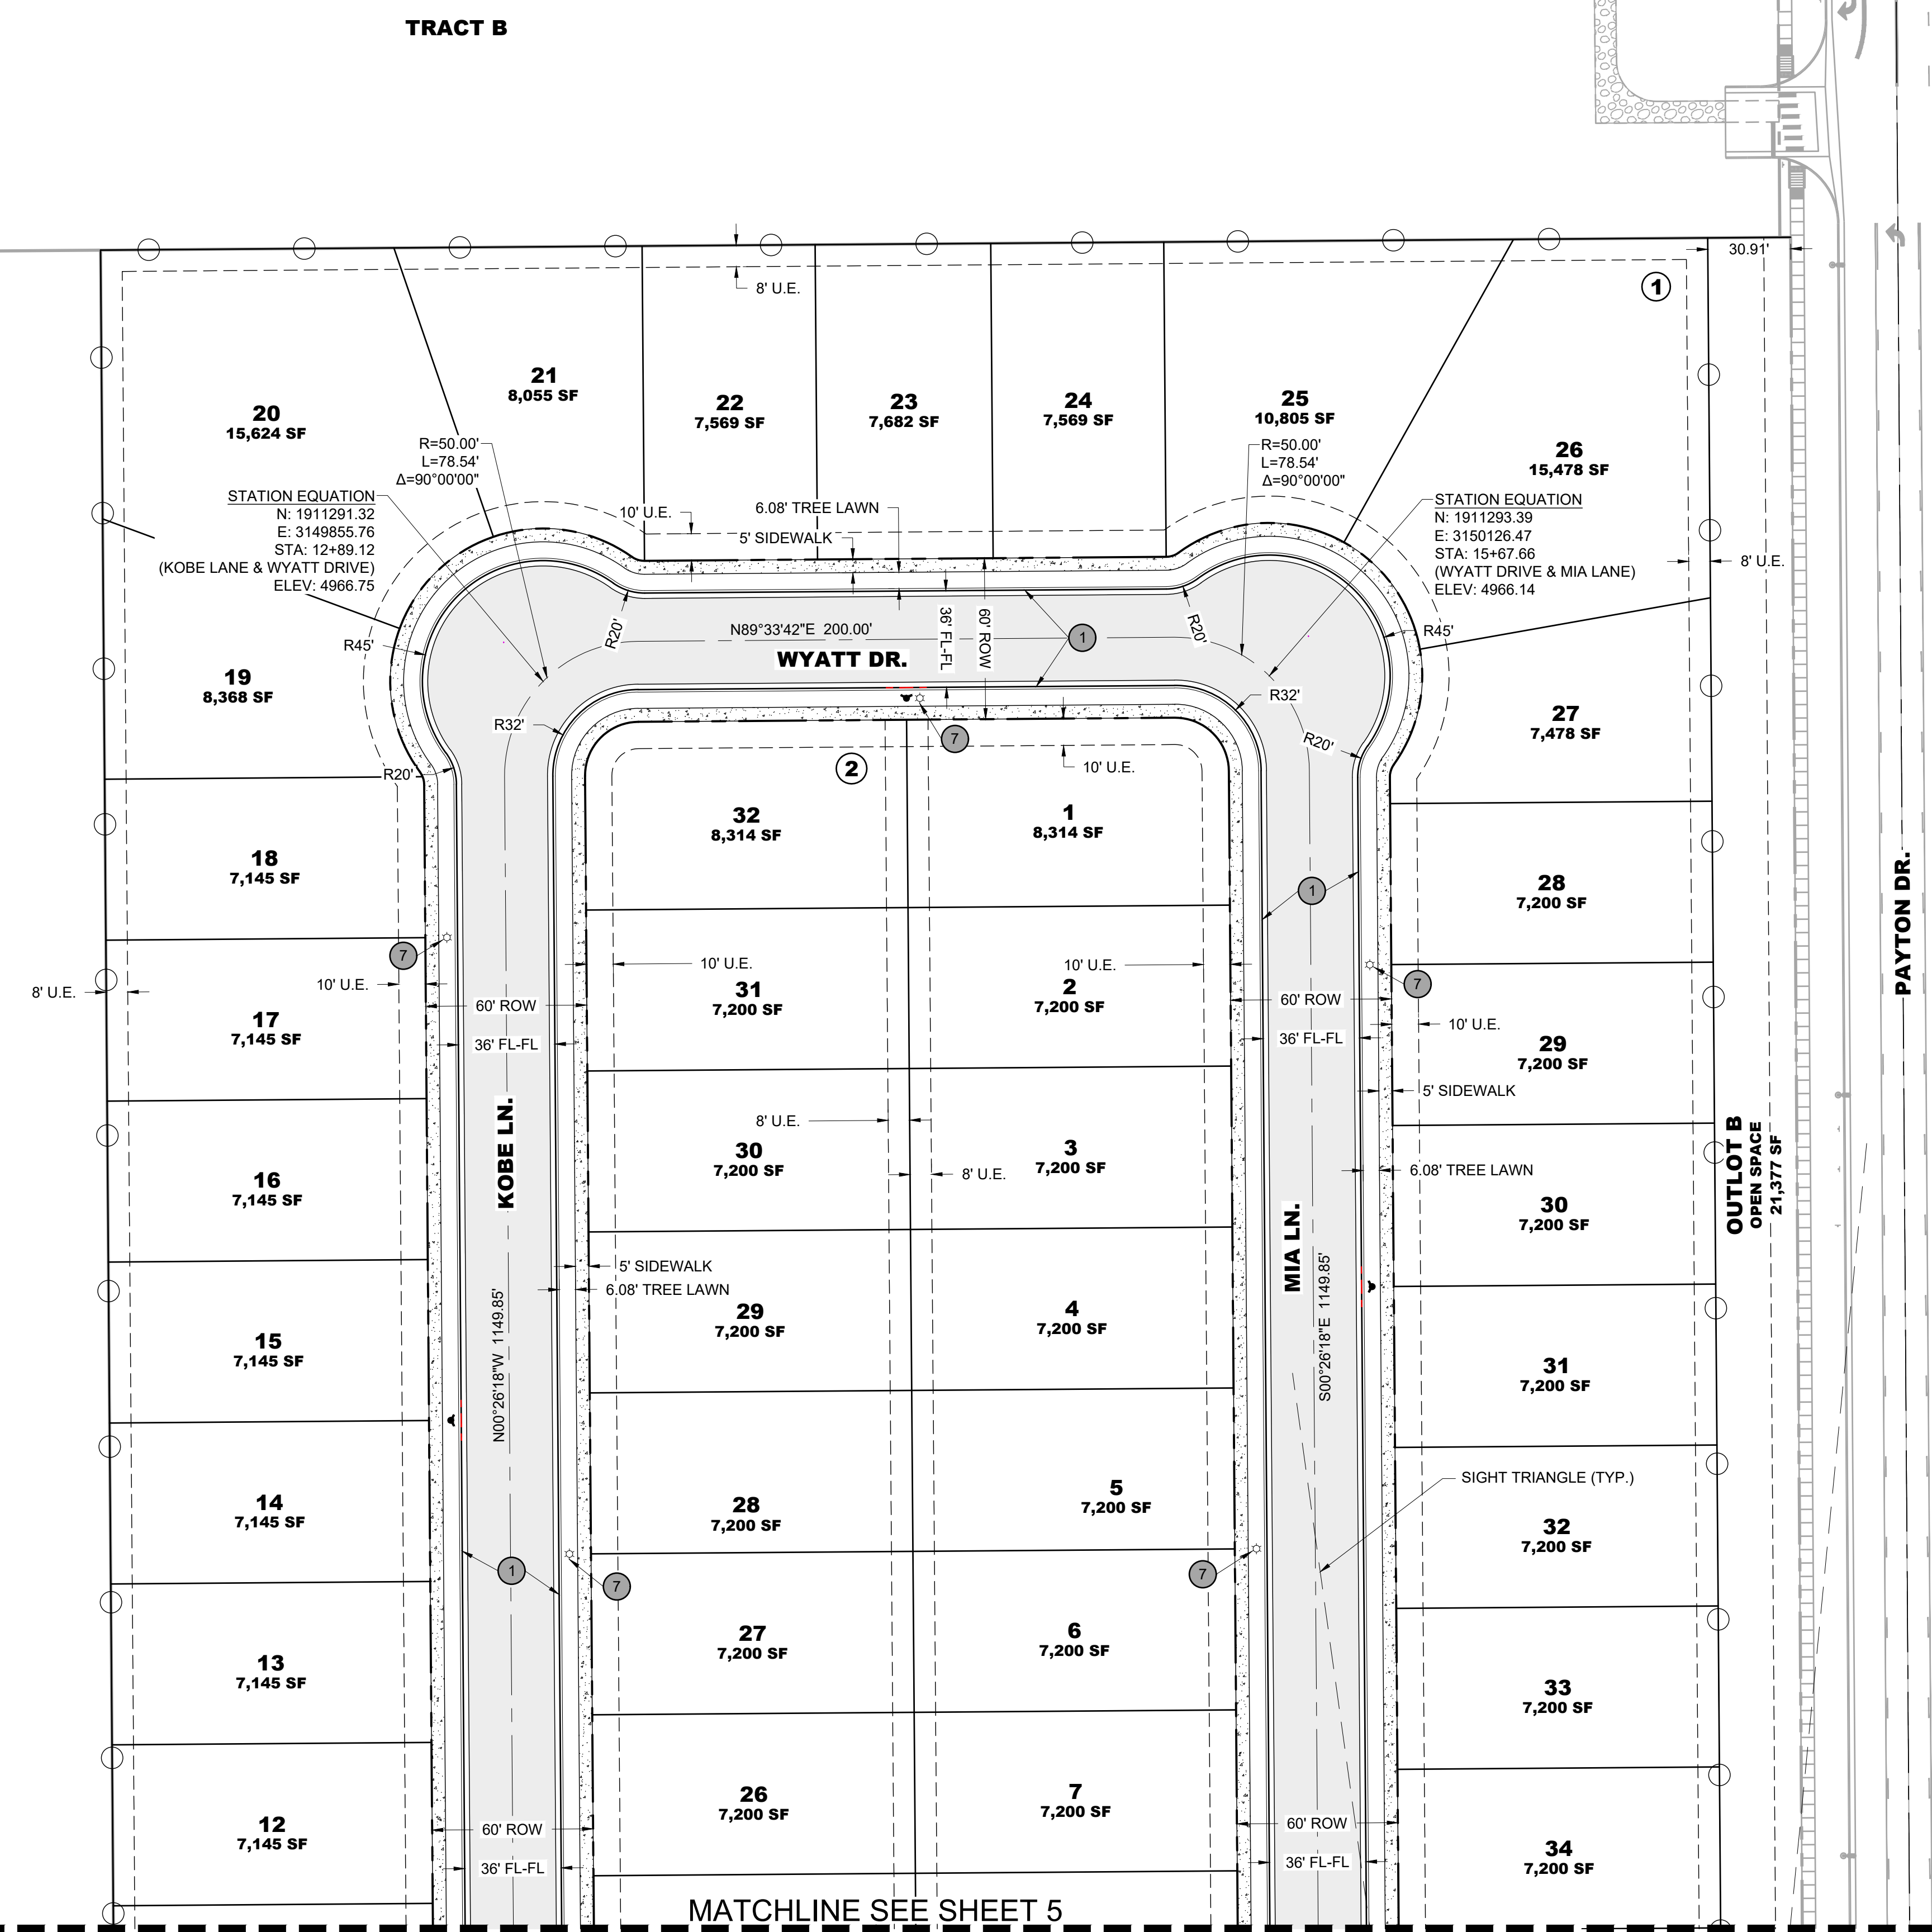 TRACT B
30.91'
1
8' U.E.
21
8,055 SF
20
15,624 SF
22
7,569 SF
23
7,682 SF
24
7,569 SF
25
10,805 SF
26
15,478 SF
R=50.00'
L=78.54'
Δ=90°00'00"
R=50.00'
L=78.54'
Δ=90°00'00"
STATION EQUATION
N: 1911291.32
E: 3149855.76
STA: 12+89.12
(KOBE LANE & WYATT DRIVE)
ELEV: 4966.75
10' U.E.
6.08' TREE LAWN
5' SIDEWALK
STATION EQUATION
N: 1911293.39
E: 3150126.47
STA: 15+67.66
(WYATT DRIVE & MIA LANE)
ELEV: 4966.14
8' U.E.
R45'
R20'
N89°33'42"E 200.00'
WYATT DR.
36' FL-FL
60' ROW
1
R20'
R45'
19
8,368 SF
R32'
R32'
7
R20'
R20'
27
7,478 SF
2
10' U.E.
32
8,314 SF
1
8,314 SF
18
7,145 SF
28
7,200 SF
1
PAYTON DR.
7
10' U.E.
8' U.E.
10' U.E.
10' U.E.
7
17
7,145 SF
31
7,200 SF
2
7,200 SF
60' ROW
36' FL-FL
60' ROW
36' FL-FL
10' U.E.
29
7,200 SF
5' SIDEWALK
KOBE LN.
8' U.E.
30
7,200 SF
3
7,200 SF
8' U.E.
6.08' TREE LAWN
OUTLOT B
OPEN SPACE
21,377 SF
16
7,145 SF
MIA LN.
30
7,200 SF
5' SIDEWALK
6.08' TREE LAWN
29
7,200 SF
4
7,200 SF
N00°26'18"W 1149.85'
S00°26'18"E 1149.85'
15
7,145 SF
31
7,200 SF
SIGHT TRIANGLE (TYP.)
14
7,145 SF
28
7,200 SF
5
7,200 SF
32
7,200 SF
1
7
7
13
7,145 SF
27
7,200 SF
6
7,200 SF
33
7,200 SF
12
7,145 SF
26
7,200 SF
7
7,200 SF
34
7,200 SF
60' ROW
36' FL-FL
60' ROW
36' FL-FL
MATCHLINE SEE SHEET 5